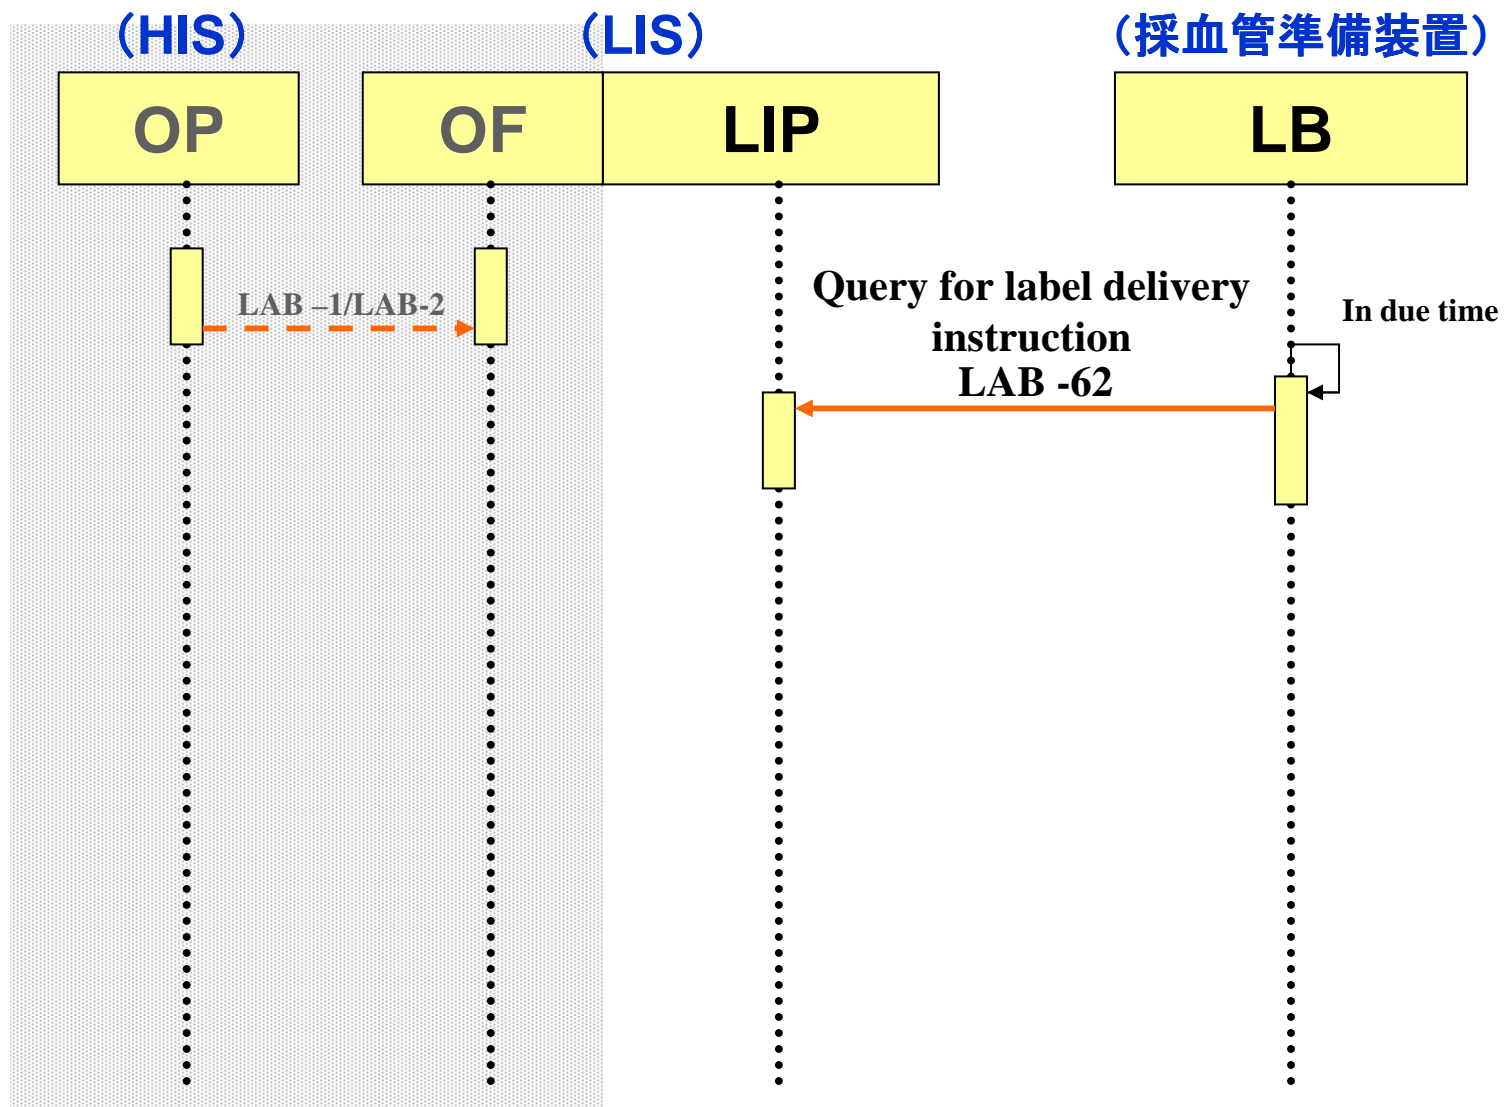 （HIS）
（LIS）
（採血管準備装置）
OP
OF
LIP
LB
LAB –1/LAB-2
Query for label delivery
instruction
LAB -62
In due time